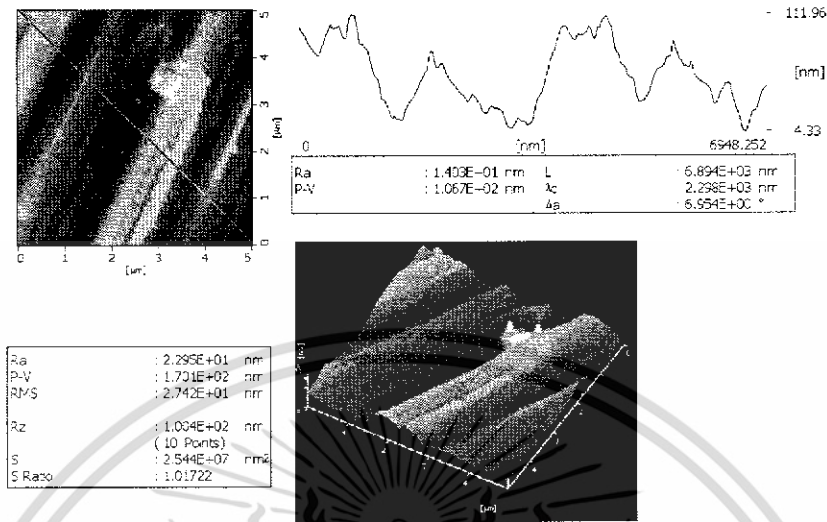 5
4
3
2
1
0
[µm]
0 1 2 3 4 5
[µm]
111.96
[nm]
4.33
0 [nm] 6948.252
Ra : 1.403E-01 nm L : 6.894E+03 nm
P-V : 1.067E-02 nm λc : 2.298E+03 nm
Δa : 6.954E+00 °
Ra : 2.295E+01 nm
P-V : 1.701E+02 nm
RMS : 2.742E+01 nm
Rz : 1.004E+02 nm
( 10 Points)
S : 2.544E+07 nm2
S Ratio : 1.01722
[µm]